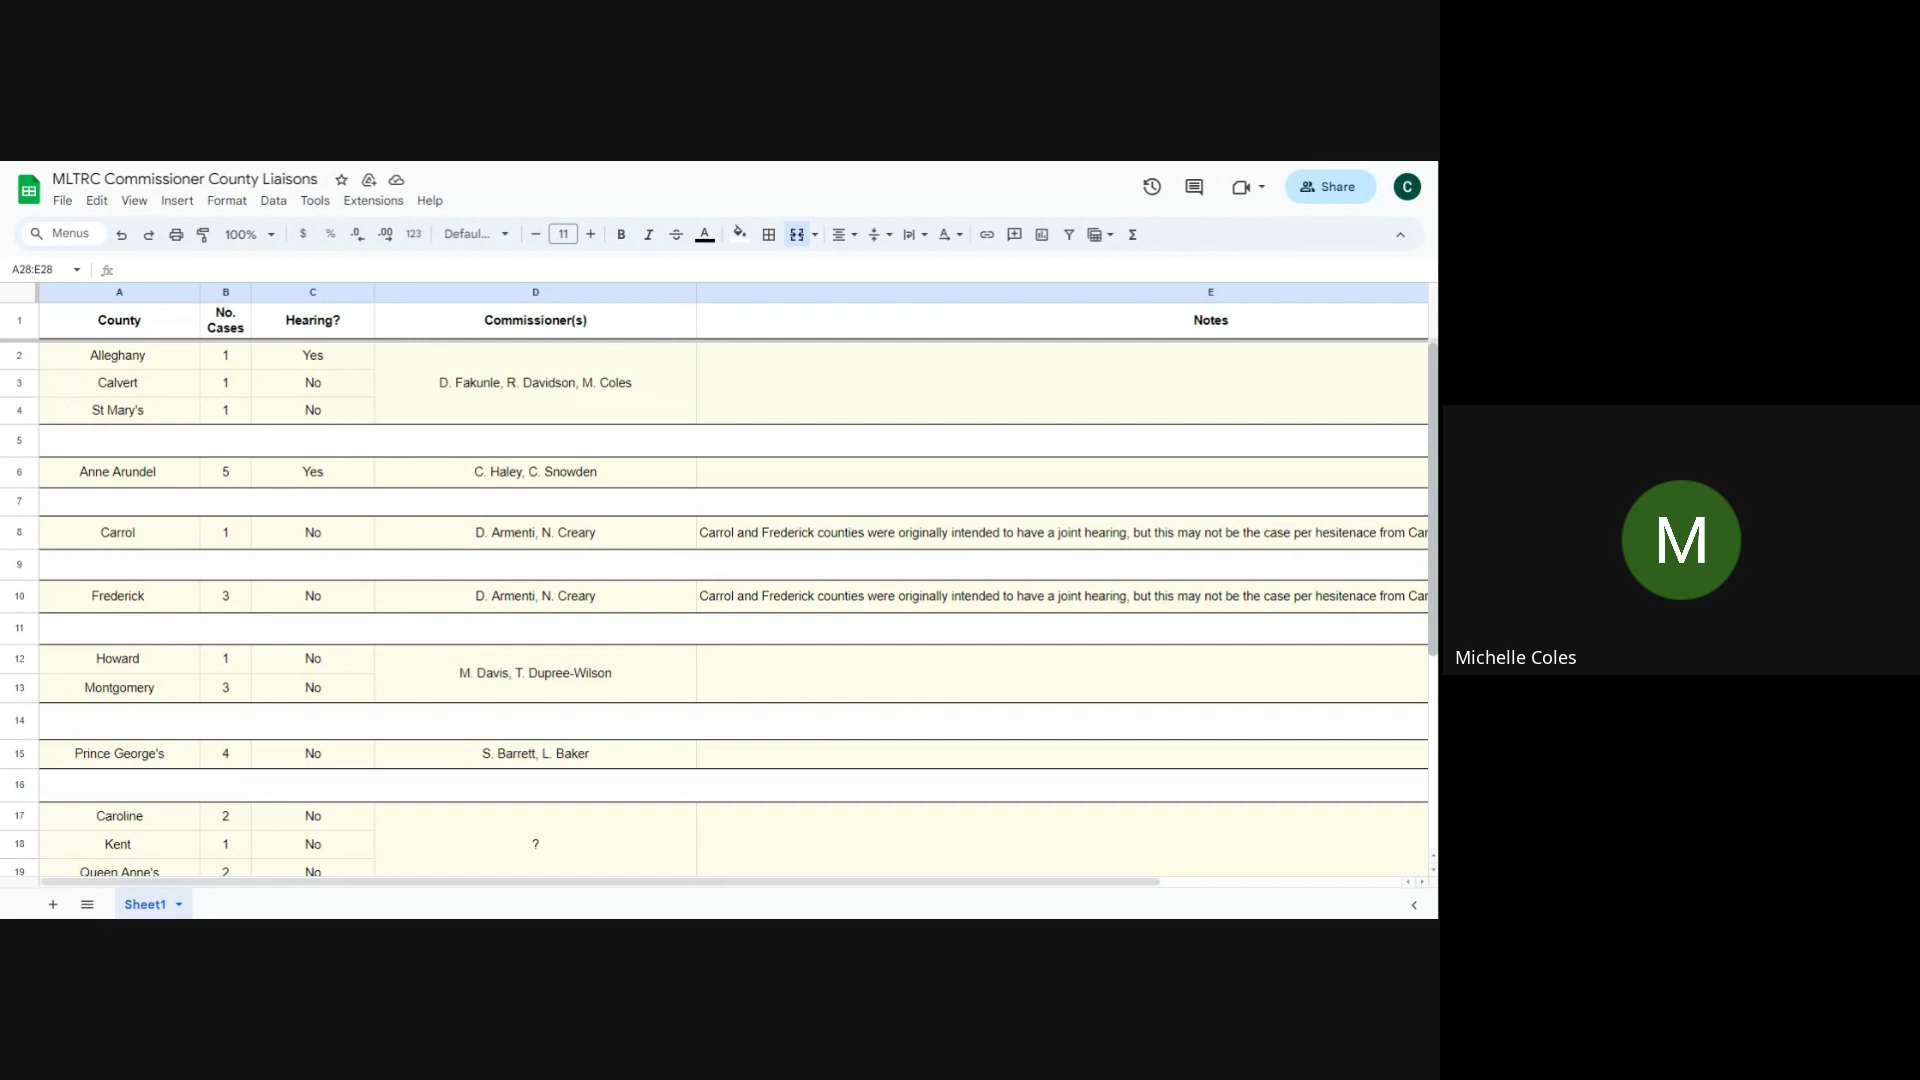 MLTRC Commissioner County Liaisons
File Edit View Insert Format Data Tools Extensions Help
Share
C
Menus 100% $ % .0 .00 123 Defaul... 11 B I A Σ
A28:E28 fx
A B C D E
1 County No. Cases Hearing? Commissioner(s) Notes
2 Alleghany 1 Yes
3 Calvert 1 No D. Fakunle, R. Davidson, M. Coles
4 St Mary's 1 No
5
6 Anne Arundel 5 Yes C. Haley, C. Snowden
7
8 Carrol 1 No D. Armenti, N. Creary Carrol and Frederick counties were originally intended to have a joint hearing, but this may not be the case per hesitenace from Car
9
10 Frederick 3 No D. Armenti, N. Creary Carrol and Frederick counties were originally intended to have a joint hearing, but this may not be the case per hesitenace from Car
11
12 Howard 1 No
M. Davis, T. Dupree-Wilson
13 Montgomery 3 No
14
15 Prince George's 4 No S. Barrett, L. Baker
16
17 Caroline 2 No
18 Kent 1 No ?
19 Queen Anne's 2 No
Sheet1
M
Michelle Coles